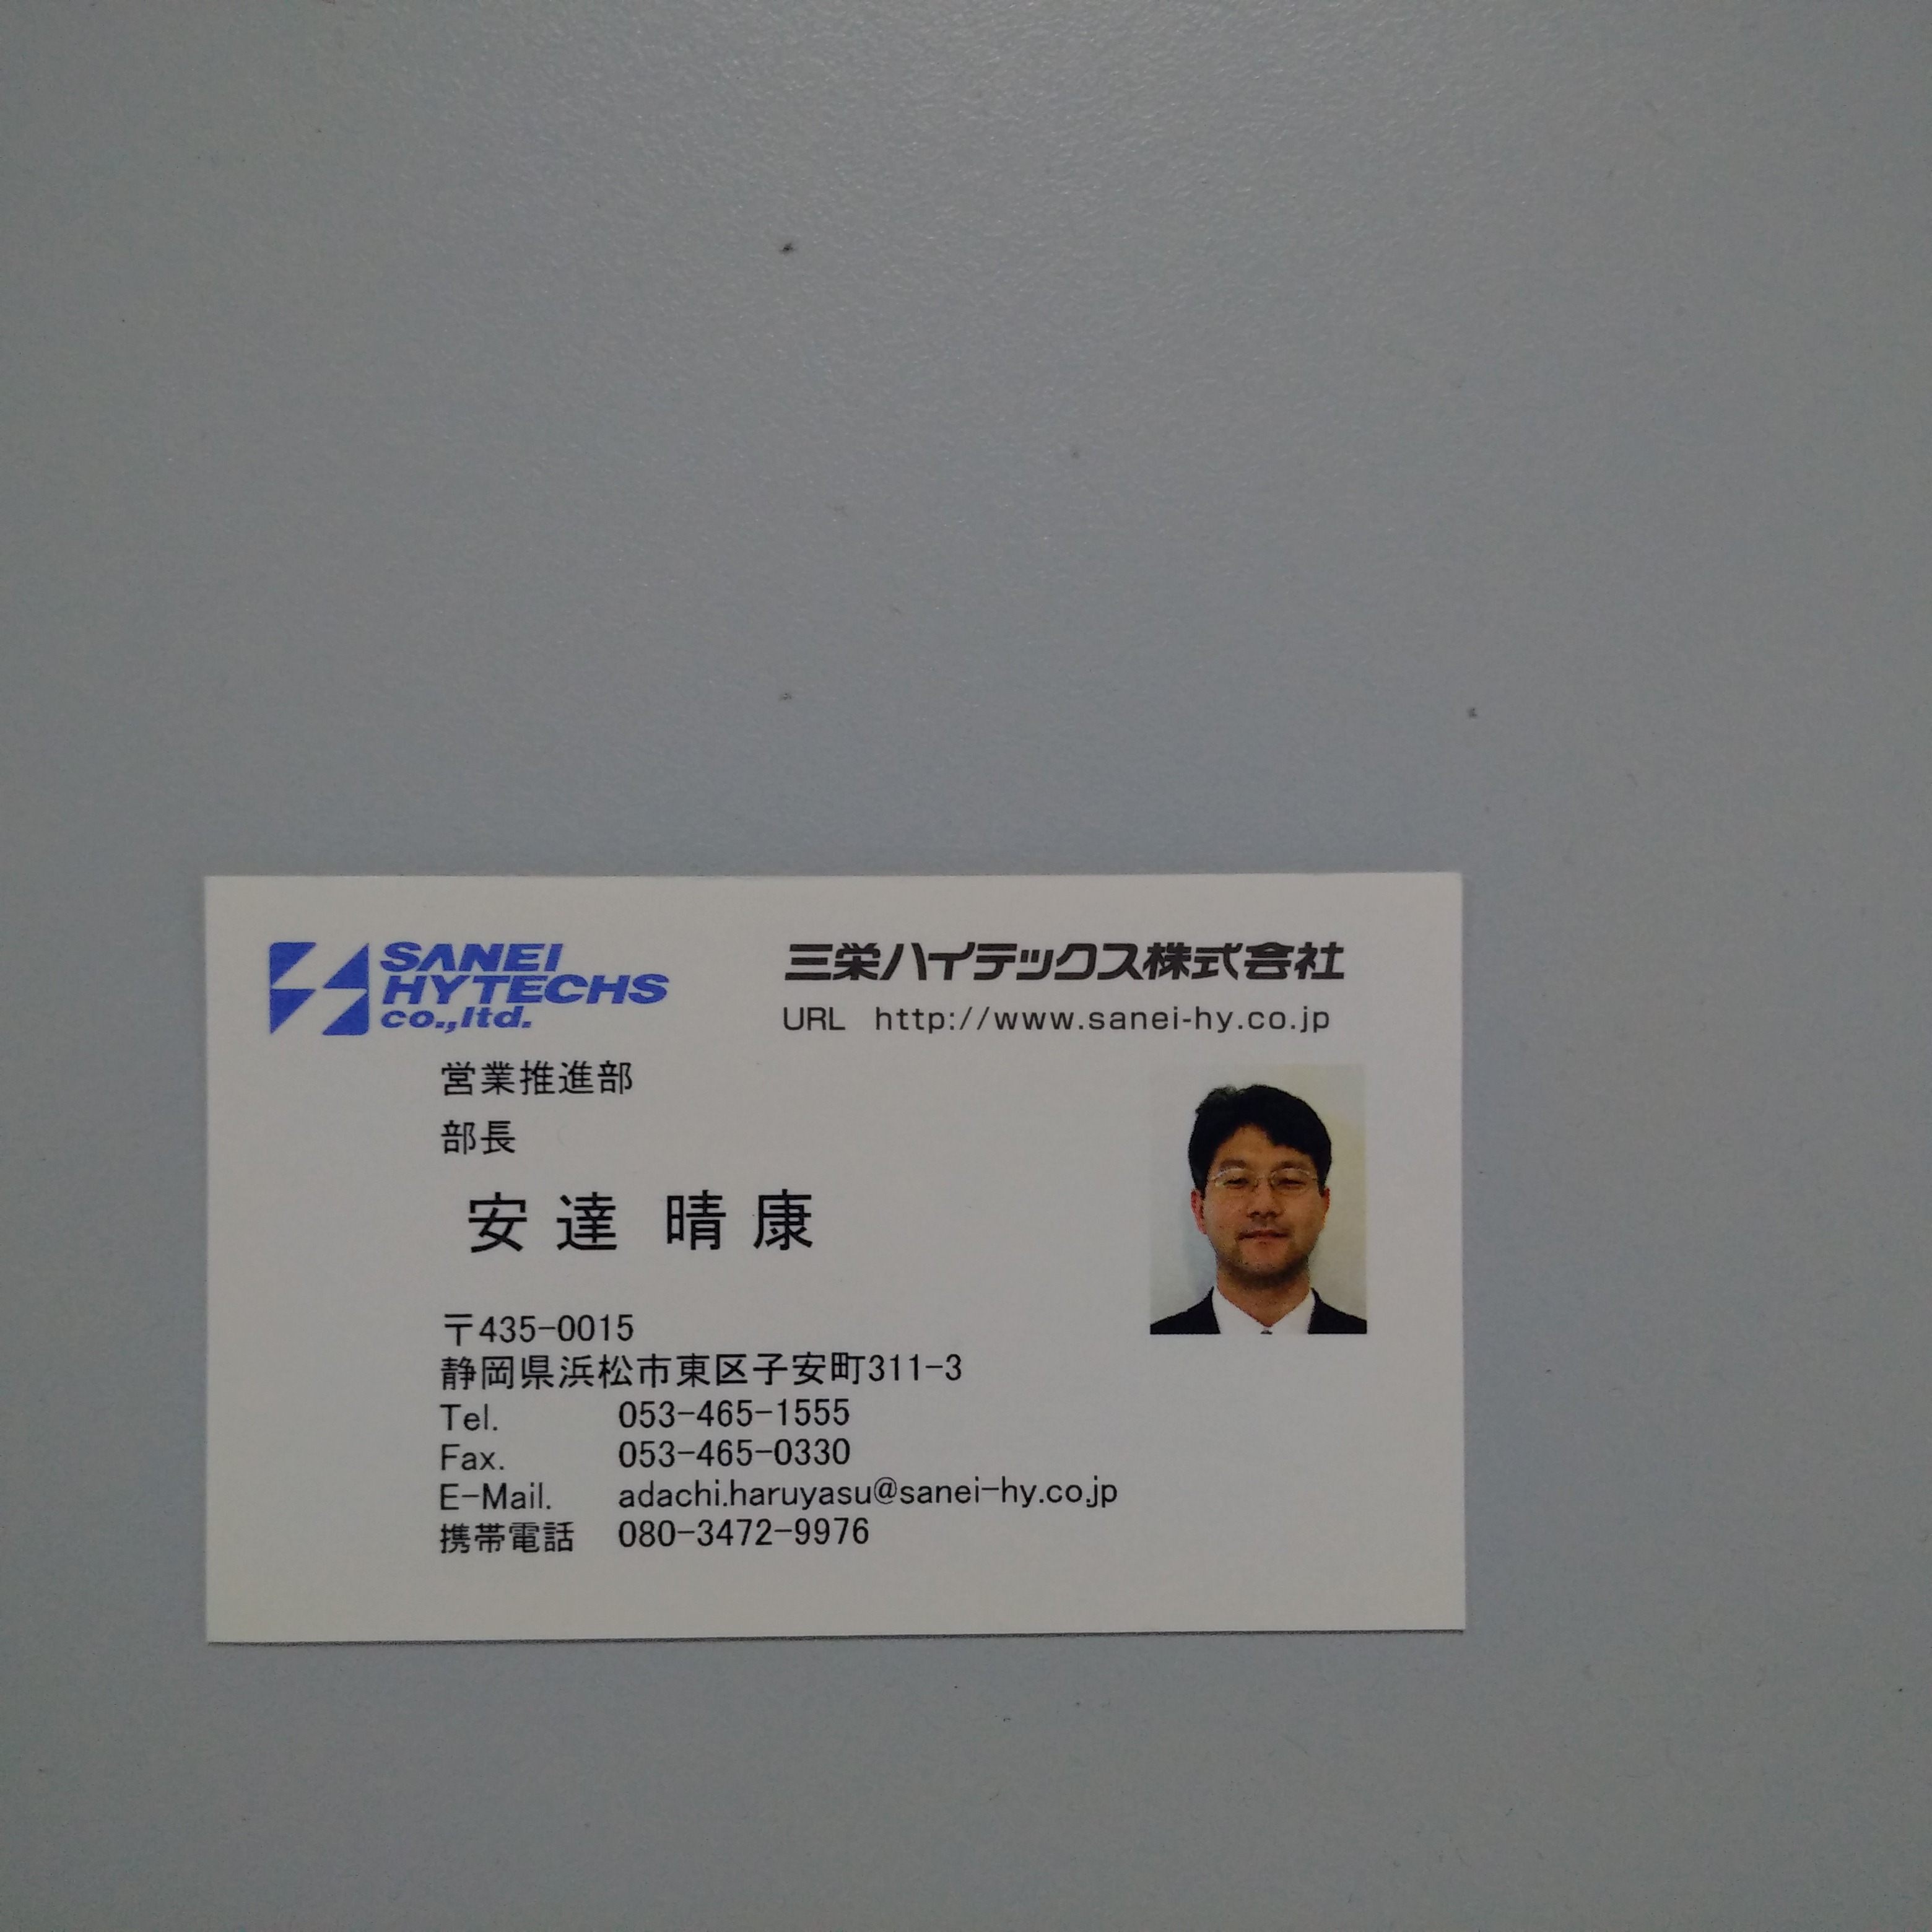 SANEI
HYTECHS
co.,ltd.
三栄ハイテックス株式会社
URL http://www.sanei-hy.co.jp
営業推進部
部長
安達 晴康
〒435-0015
静岡県浜松市東区子安町311-3
Tel. 053-465-1555
Fax. 053-465-0330
E-Mail. adachi.haruyasu@sanei-hy.co.jp
携帯電話 080-3472-9976